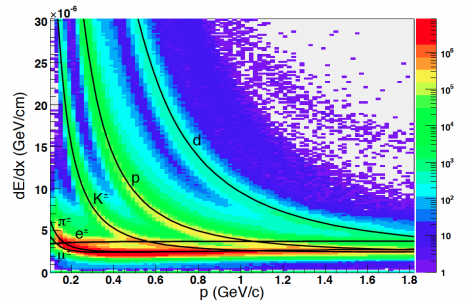 ×10⁻⁶
30
25
20
15
10
5
0
dE/dx (GeV/cm)
π±
μ±
e±
K±
p
d
0.2 0.4 0.6 0.8 1 1.2 1.4 1.6 1.8
p (GeV/c)
10⁶
10⁵
10⁴
10³
10²
10
1